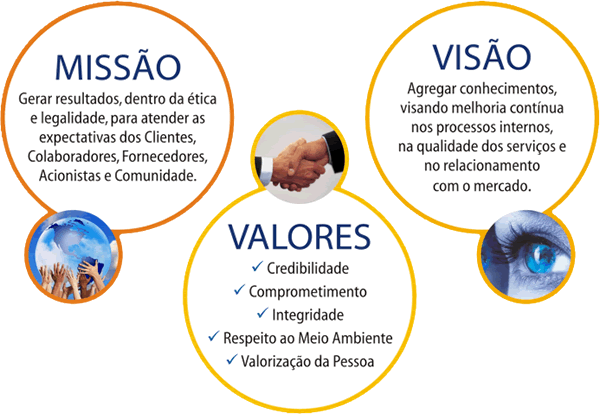 MISSÃO
Gerar resultados, dentro da ética
e legalidade, para atender as
expectativas dos Clientes,
Colaboradores, Fornecedores,
Acionistas e Comunidade.
VISÃO
Agregar conhecimentos,
visando melhoria contínua
nos processos internos,
na qualidade dos serviços e
no relacionamento
com o mercado.
VALORES
✓ Credibilidade
✓ Comprometimento
✓ Integridade
✓ Respeito ao Meio Ambiente
✓ Valorização da Pessoa